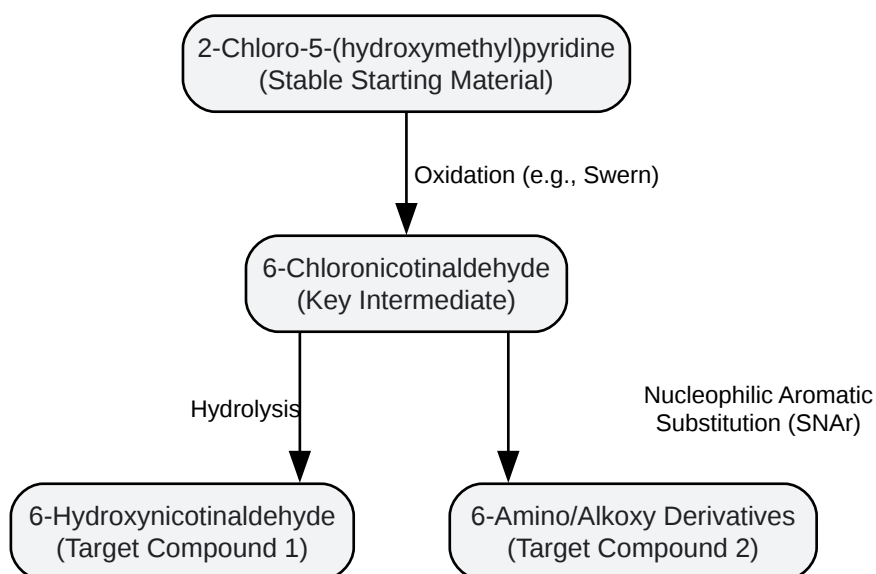 2-Chloro-5-(hydroxymethyl)pyridine
(Stable Starting Material)
Oxidation (e.g., Swern)
6-Chloronicotinaldehyde
(Key Intermediate)
Hydrolysis
Nucleophilic Aromatic
Substitution (SNAr)
6-Hydroxynicotinaldehyde
(Target Compound 1)
6-Amino/Alkoxy Derivatives
(Target Compound 2)